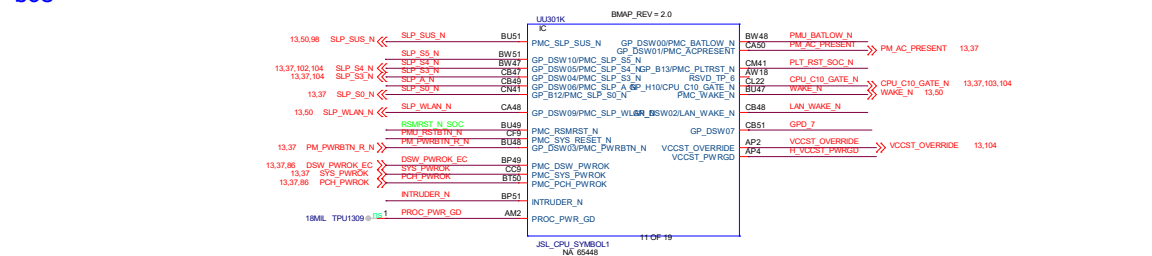 BMAP_REV = 2.0
UU301K
IC
13,50,98 SLP_SUS_N SLP_SUS_N BU51 PMC_SLP_SUS_N GP_DSW00/PMC_BATLOW_N BW48 PMU_BATLOW_N
GP_DSW01/PMC_ACPRESENT CA50 PM_AC_PRESENT PM_AC_PRESENT 13,37
SLP_S5_N BW51 GP_DSW10/PMC_SLP_S5_N
13,37,102,104 SLP_S4_N SLP_S4_N BW47 GP_DSW05/PMC_SLP_S4_N GP_B13/PMC_PLTRST_N CM41 PLT_RST_SOC_N
13,37,104 SLP_S3_N SLP_S3_N CB47 GP_DSW04/PMC_SLP_S3_N RSVD_TP_6 AW18
SLP_A_N CB49 GP_DSW06/PMC_SLP_A_N GP_H10/CPU_C10_GATE_N CL22 CPU_C10_GATE_N CPU_C10_GATE_N 13,37,103,104
13,37 SLP_S0_N SLP_S0_N CN41 GP_B12/PMC_SLP_S0_N PMC_WAKE_N BU47 WAKE_N WAKE_N 13,50
13,50 SLP_WLAN_N SLP_WLAN_N CA48 GP_DSW09/PMC_SLP_WLAN_N GP_DSW02/LAN_WAKE_N CB48 LAN_WAKE_N
RSMRST_N_SOC BU49 PMC_RSMRST_N GP_DSW07 CB51 GPD_7
PMU_RSTBTN_N CF9 PMC_SYS_RESET_N
13,37 PM_PWRBTN_R_N PM_PWRBTN_R_N BU48 GP_DSW03/PMC_PWRBTN_N VCCST_OVERRIDE AP2 VCCST_OVERRIDE VCCST_OVERRIDE 13,104
VCCST_PWRGD AP4 H_VCCST_PWRGD
13,37,86 DSW_PWROK_EC DSW_PWROK_EC BP49 PMC_DSW_PWROK
13,37 SYS_PWROK SYS_PWROK CC9 PMC_SYS_PWROK
13,37,86 PCH_PWROK PCH_PWROK BT50 PMC_PCH_PWROK
INTRUDER_N BP51 INTRUDER_N
18MIL TPU1309 ns 1 PROC_PWR_GD AM2 PROC_PWR_GD
11 OF 19
JSL_CPU_SYMBOL1
NA 65448